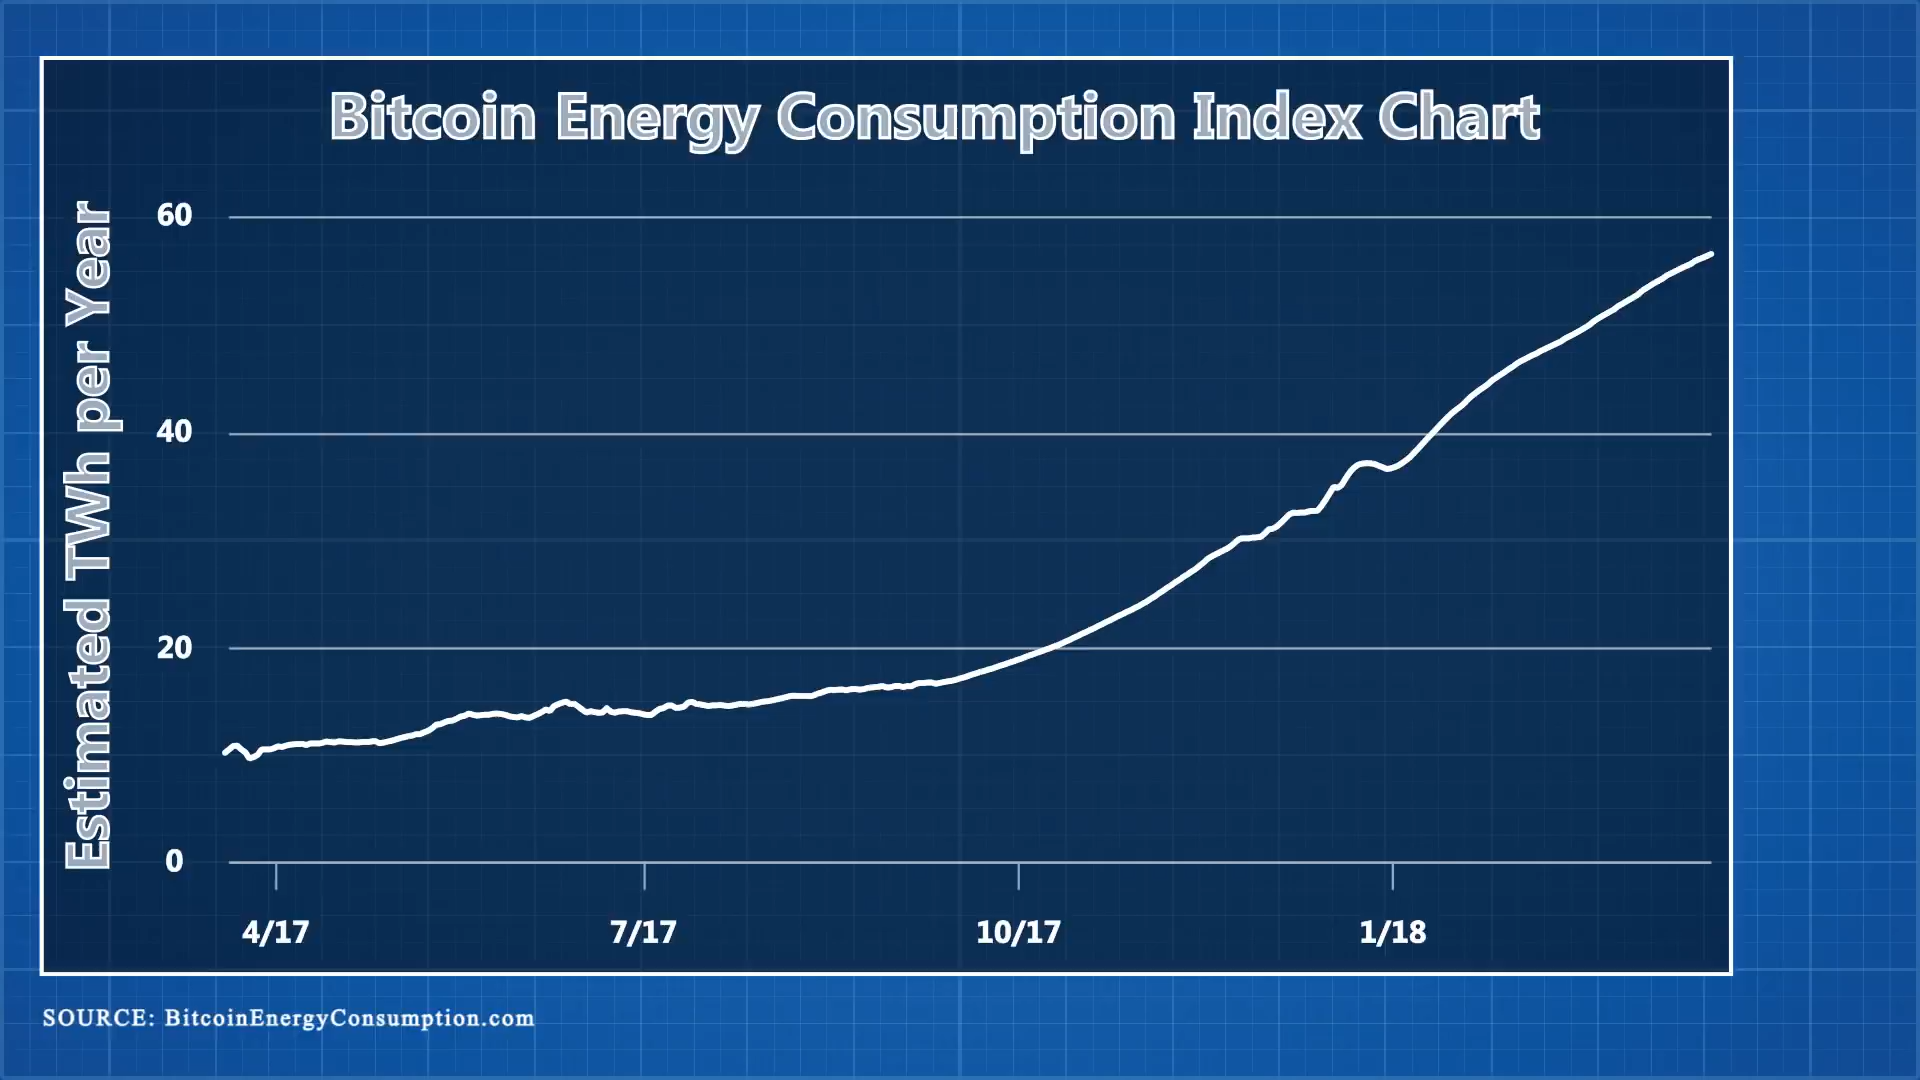 Bitcoin Energy Consumption Index Chart
Estimated TWh per Year
60
40
20
0
4/17 7/17 10/17 1/18
SOURCE: BitcoinEnergyConsumption.com